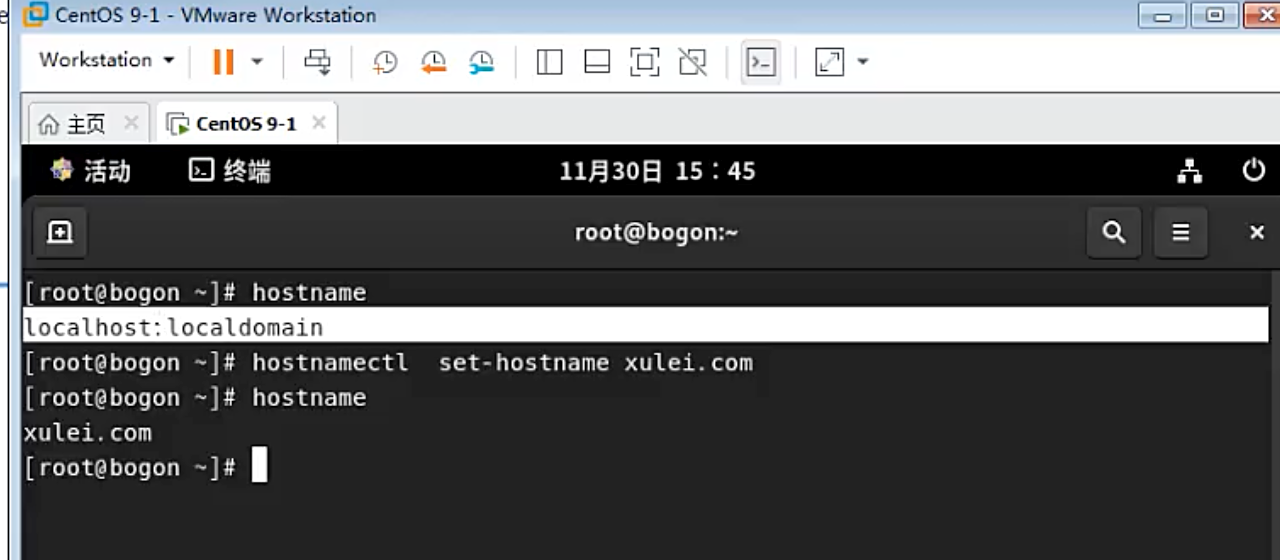 CentOS 9-1 - VMware Workstation
Workstation
主页 CentOS 9-1
活动 终端 11月30日 15：45
root@bogon:~
[root@bogon ~]# hostname
localhost:localdomain
[root@bogon ~]# hostnamectl  set-hostname xulei.com
[root@bogon ~]# hostname
xulei.com
[root@bogon ~]#